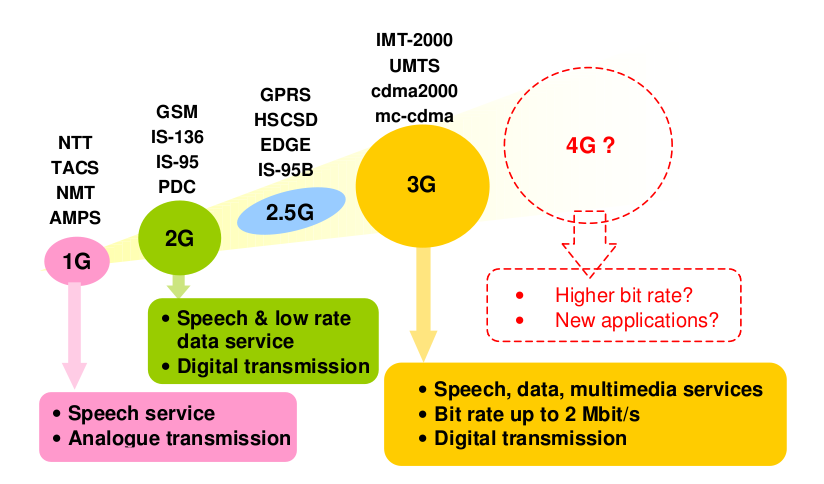 NTT
TACS
NMT
AMPS
1G
• Speech service
• Analogue transmission
GSM
IS-136
IS-95
PDC
2G
• Speech & low rate
data service
• Digital transmission
GPRS
HSCSD
EDGE
IS-95B
2.5G
IMT-2000
UMTS
cdma2000
mc-cdma
3G
• Speech, data, multimedia services
• Bit rate up to 2 Mbit/s
• Digital transmission
4G ?
• Higher bit rate?
• New applications?